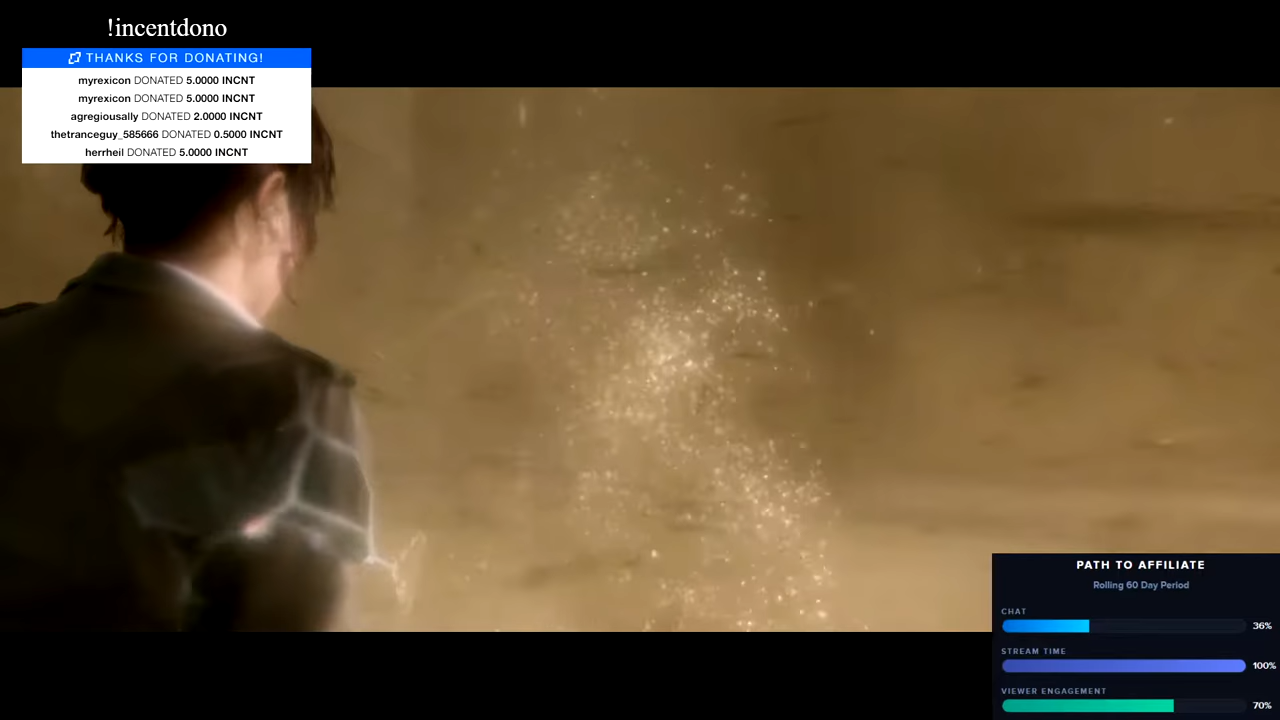 !incentdono
THANKS FOR DONATING!
myrexicon DONATED 5.0000 INCNT
myrexicon DONATED 5.0000 INCNT
agregiousally DONATED 2.0000 INCNT
thetranceguy_585666 DONATED 0.5000 INCNT
herrheil DONATED 5.0000 INCNT
PATH TO AFFILIATE
Rolling 60 Day Period
CHAT
36%
STREAM TIME
100%
VIEWER ENGAGEMENT
70%